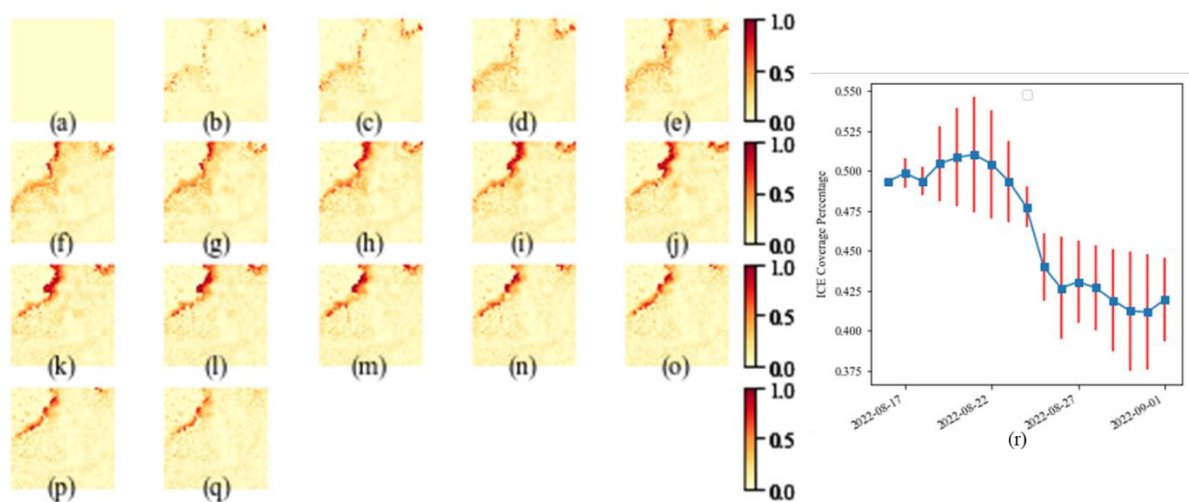 1.0
0.5
0.0
(a) (b) (c) (d) (e)
1.0
0.5
0.0
(f) (g) (h) (i) (j)
1.0
0.5
0.0
(k) (l) (m) (n) (o)
1.0
0.5
0.0
(p) (q)
ICE Coverage Percentage
0.550
0.525
0.500
0.475
0.450
0.425
0.400
0.375
2022-08-17 2022-08-22 2022-08-27 2022-09-01
(r)